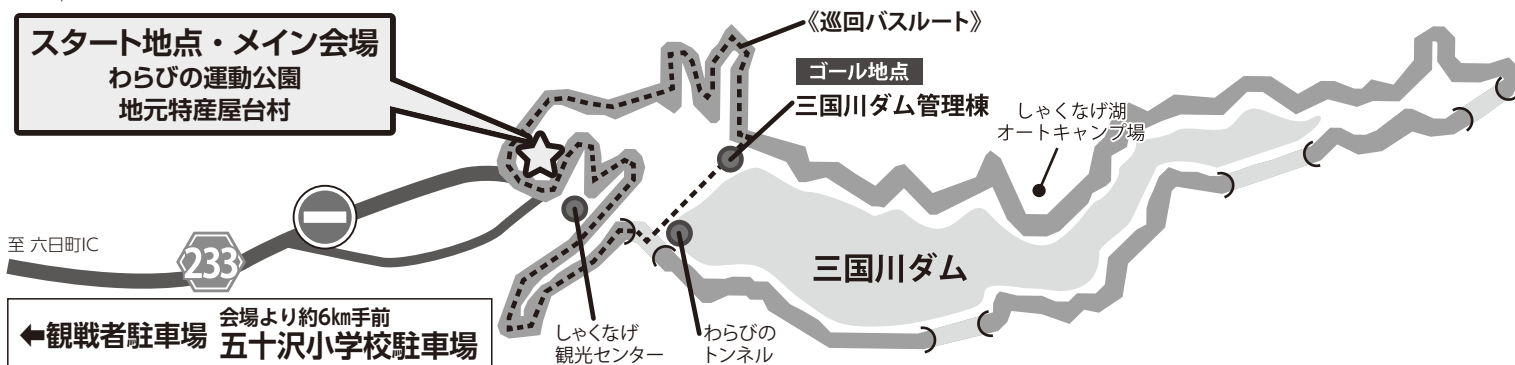 スタート地点・メイン会場
わらびの運動公園
地元特産屋台村
《巡回バスルート》
ゴール地点
三国川ダム管理棟
しゃくなげ湖
オートキャンプ場
至 六日町IC
233
三国川ダム
←観戦者駐車場
会場より約6㎞手前
五十沢小学校駐車場
しゃくなげ
観光センター
わらびの
トンネル